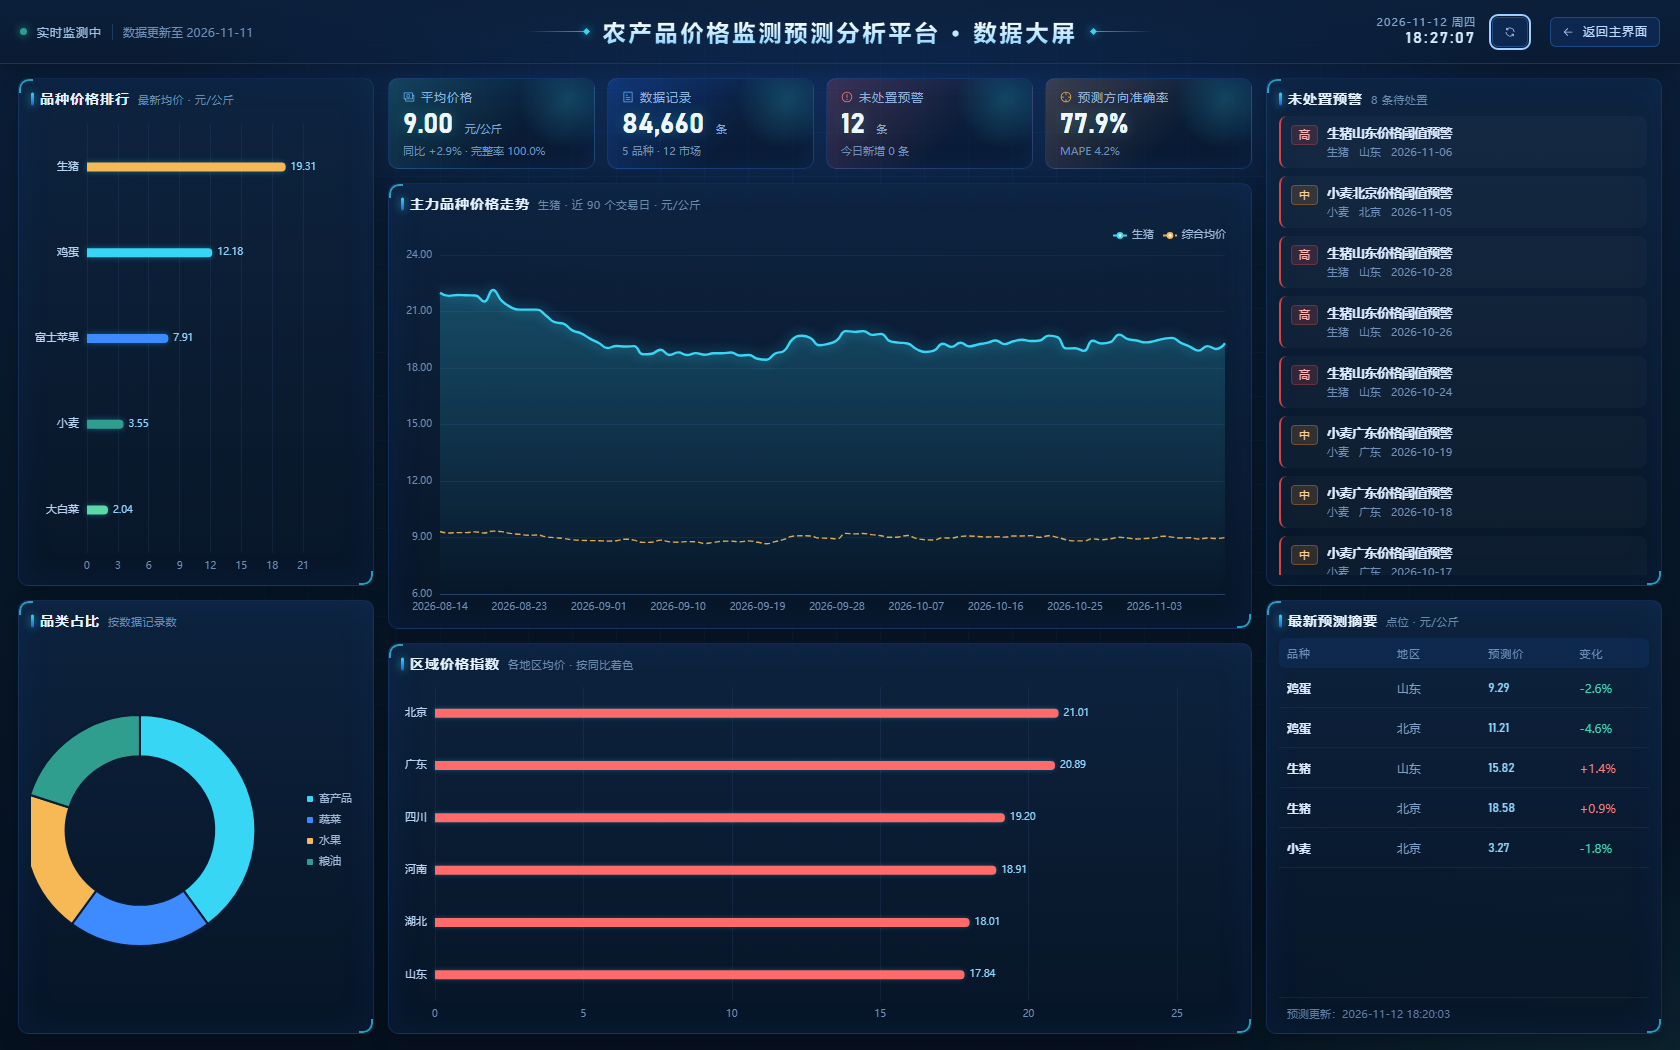 实时监测中 数据更新至 2026-11-11
农产品价格监测预测分析平台 • 数据大屏
2026-11-12 周四
18:27:07
返回主界面
品种价格排行 最新均价 · 元/公斤
生猪 19.31
鸡蛋 12.18
富士苹果 7.91
小麦 3.55
大白菜 2.04
0 3 6 9 12 15 18 21
品类占比 按数据记录数
畜产品
蔬菜
水果
粮油
平均价格
9.00 元/公斤
同比 +2.9% · 完整率 100.0%
数据记录
84,660 条
5 品种 · 12 市场
未处置预警
12 条
今日新增 0 条
预测方向准确率
77.9%
MAPE 4.2%
主力品种价格走势 生猪 · 近 90 个交易日 · 元/公斤
生猪 综合均价
24.00
21.00
18.00
15.00
12.00
9.00
6.00
2026-08-14 2026-08-23 2026-09-01 2026-09-10 2026-09-19 2026-09-28 2026-10-07 2026-10-16 2026-10-25 2026-11-03
区域价格指数 各地区均价 · 按同比着色
北京 21.01
广东 20.89
四川 19.20
河南 18.91
湖北 18.01
山东 17.84
0 5 10 15 20 25
未处置预警 8 条待处置
高 生猪山东价格阈值预警
生猪 山东 2026-11-06
中 小麦北京价格阈值预警
小麦 北京 2026-11-05
高 生猪山东价格阈值预警
生猪 山东 2026-10-28
高 生猪山东价格阈值预警
生猪 山东 2026-10-26
高 生猪山东价格阈值预警
生猪 山东 2026-10-24
中 小麦广东价格阈值预警
小麦 广东 2026-10-19
中 小麦广东价格阈值预警
小麦 广东 2026-10-18
中 小麦广东价格阈值预警
小麦 广东 2026-10-17
最新预测摘要 点位 · 元/公斤
品种 地区 预测价 变化
鸡蛋 山东 9.29 -2.6%
鸡蛋 北京 11.21 -4.6%
生猪 山东 15.82 +1.4%
生猪 北京 18.58 +0.9%
小麦 北京 3.27 -1.8%
预测更新：2026-11-12 18:20:03